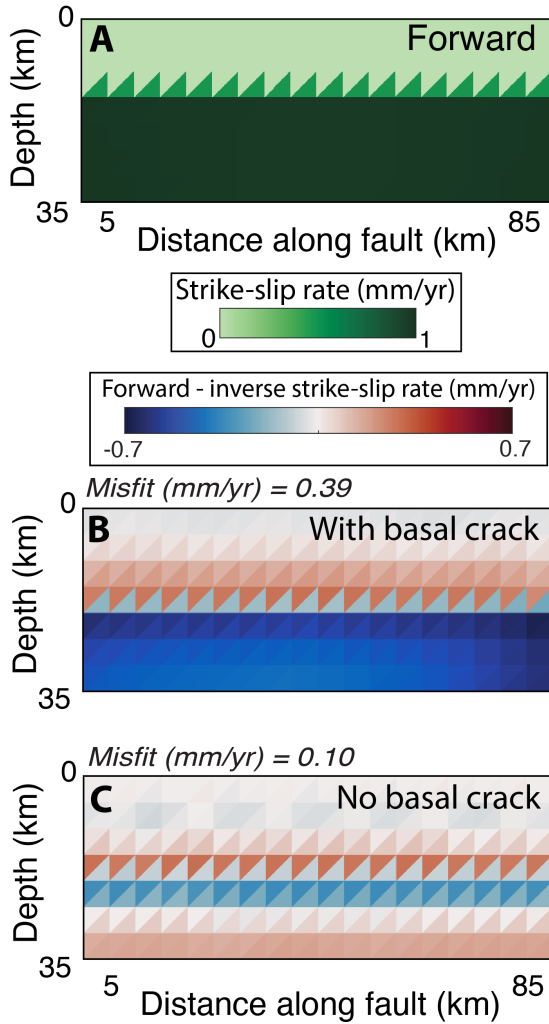 0
A
Forward
Depth (km)
35
5
85
Distance along fault (km)
Strike-slip rate (mm/yr)
0
1
Forward - inverse strike-slip rate (mm/yr)
-0.7
0.7
Misfit (mm/yr) = 0.39
0
B
With basal crack
Depth (km)
35
Misfit (mm/yr) = 0.10
0
C
No basal crack
Depth (km)
35
5
85
Distance along fault (km)